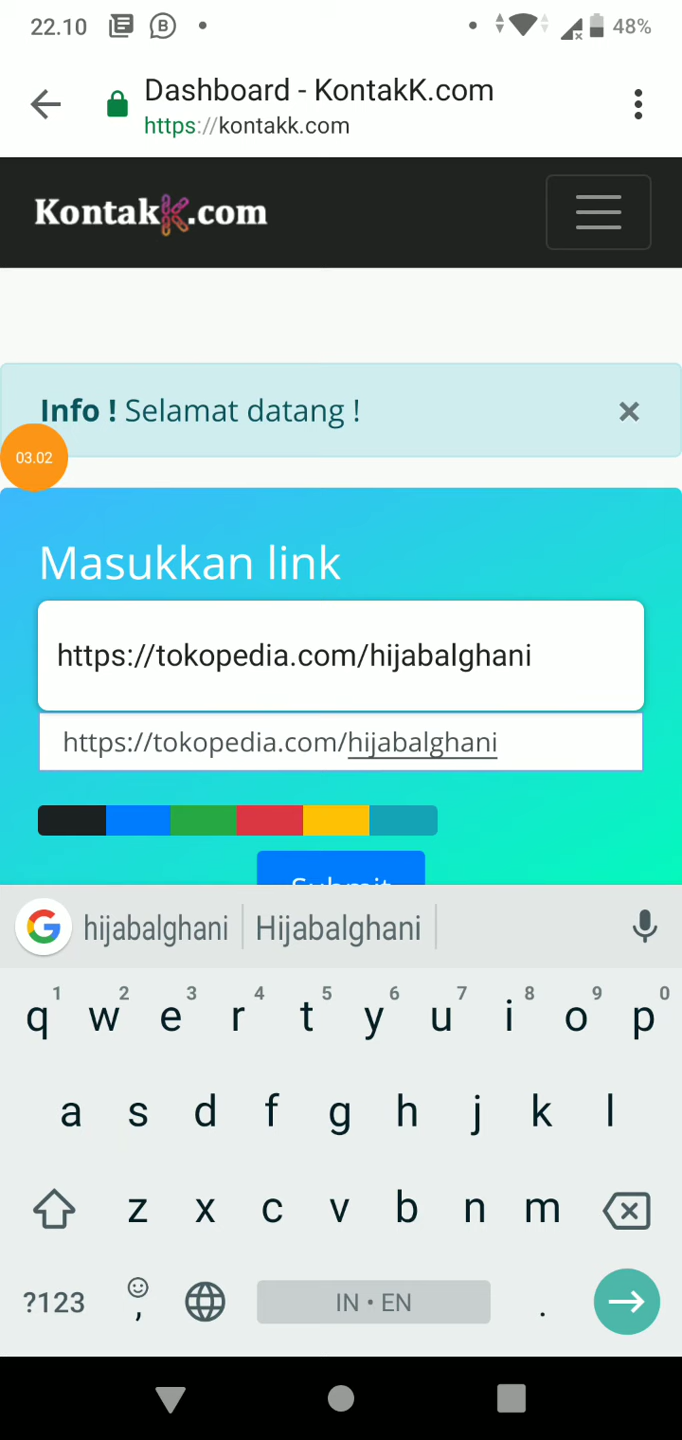 22.10 B 48%
Dashboard - KontakK.com
https://kontakk.com
KontakK.com
Info ! Selamat datang !
03.02
Masukkan link
https://tokopedia.com/hijabalghani
https://tokopedia.com/hijabalghani
Submit
G hijabalghani Hijabalghani
1 2 3 4 5 6 7 8 9 0
q w e r t y u i o p
a s d f g h j k l
z x c v b n m
?123 , IN • EN .